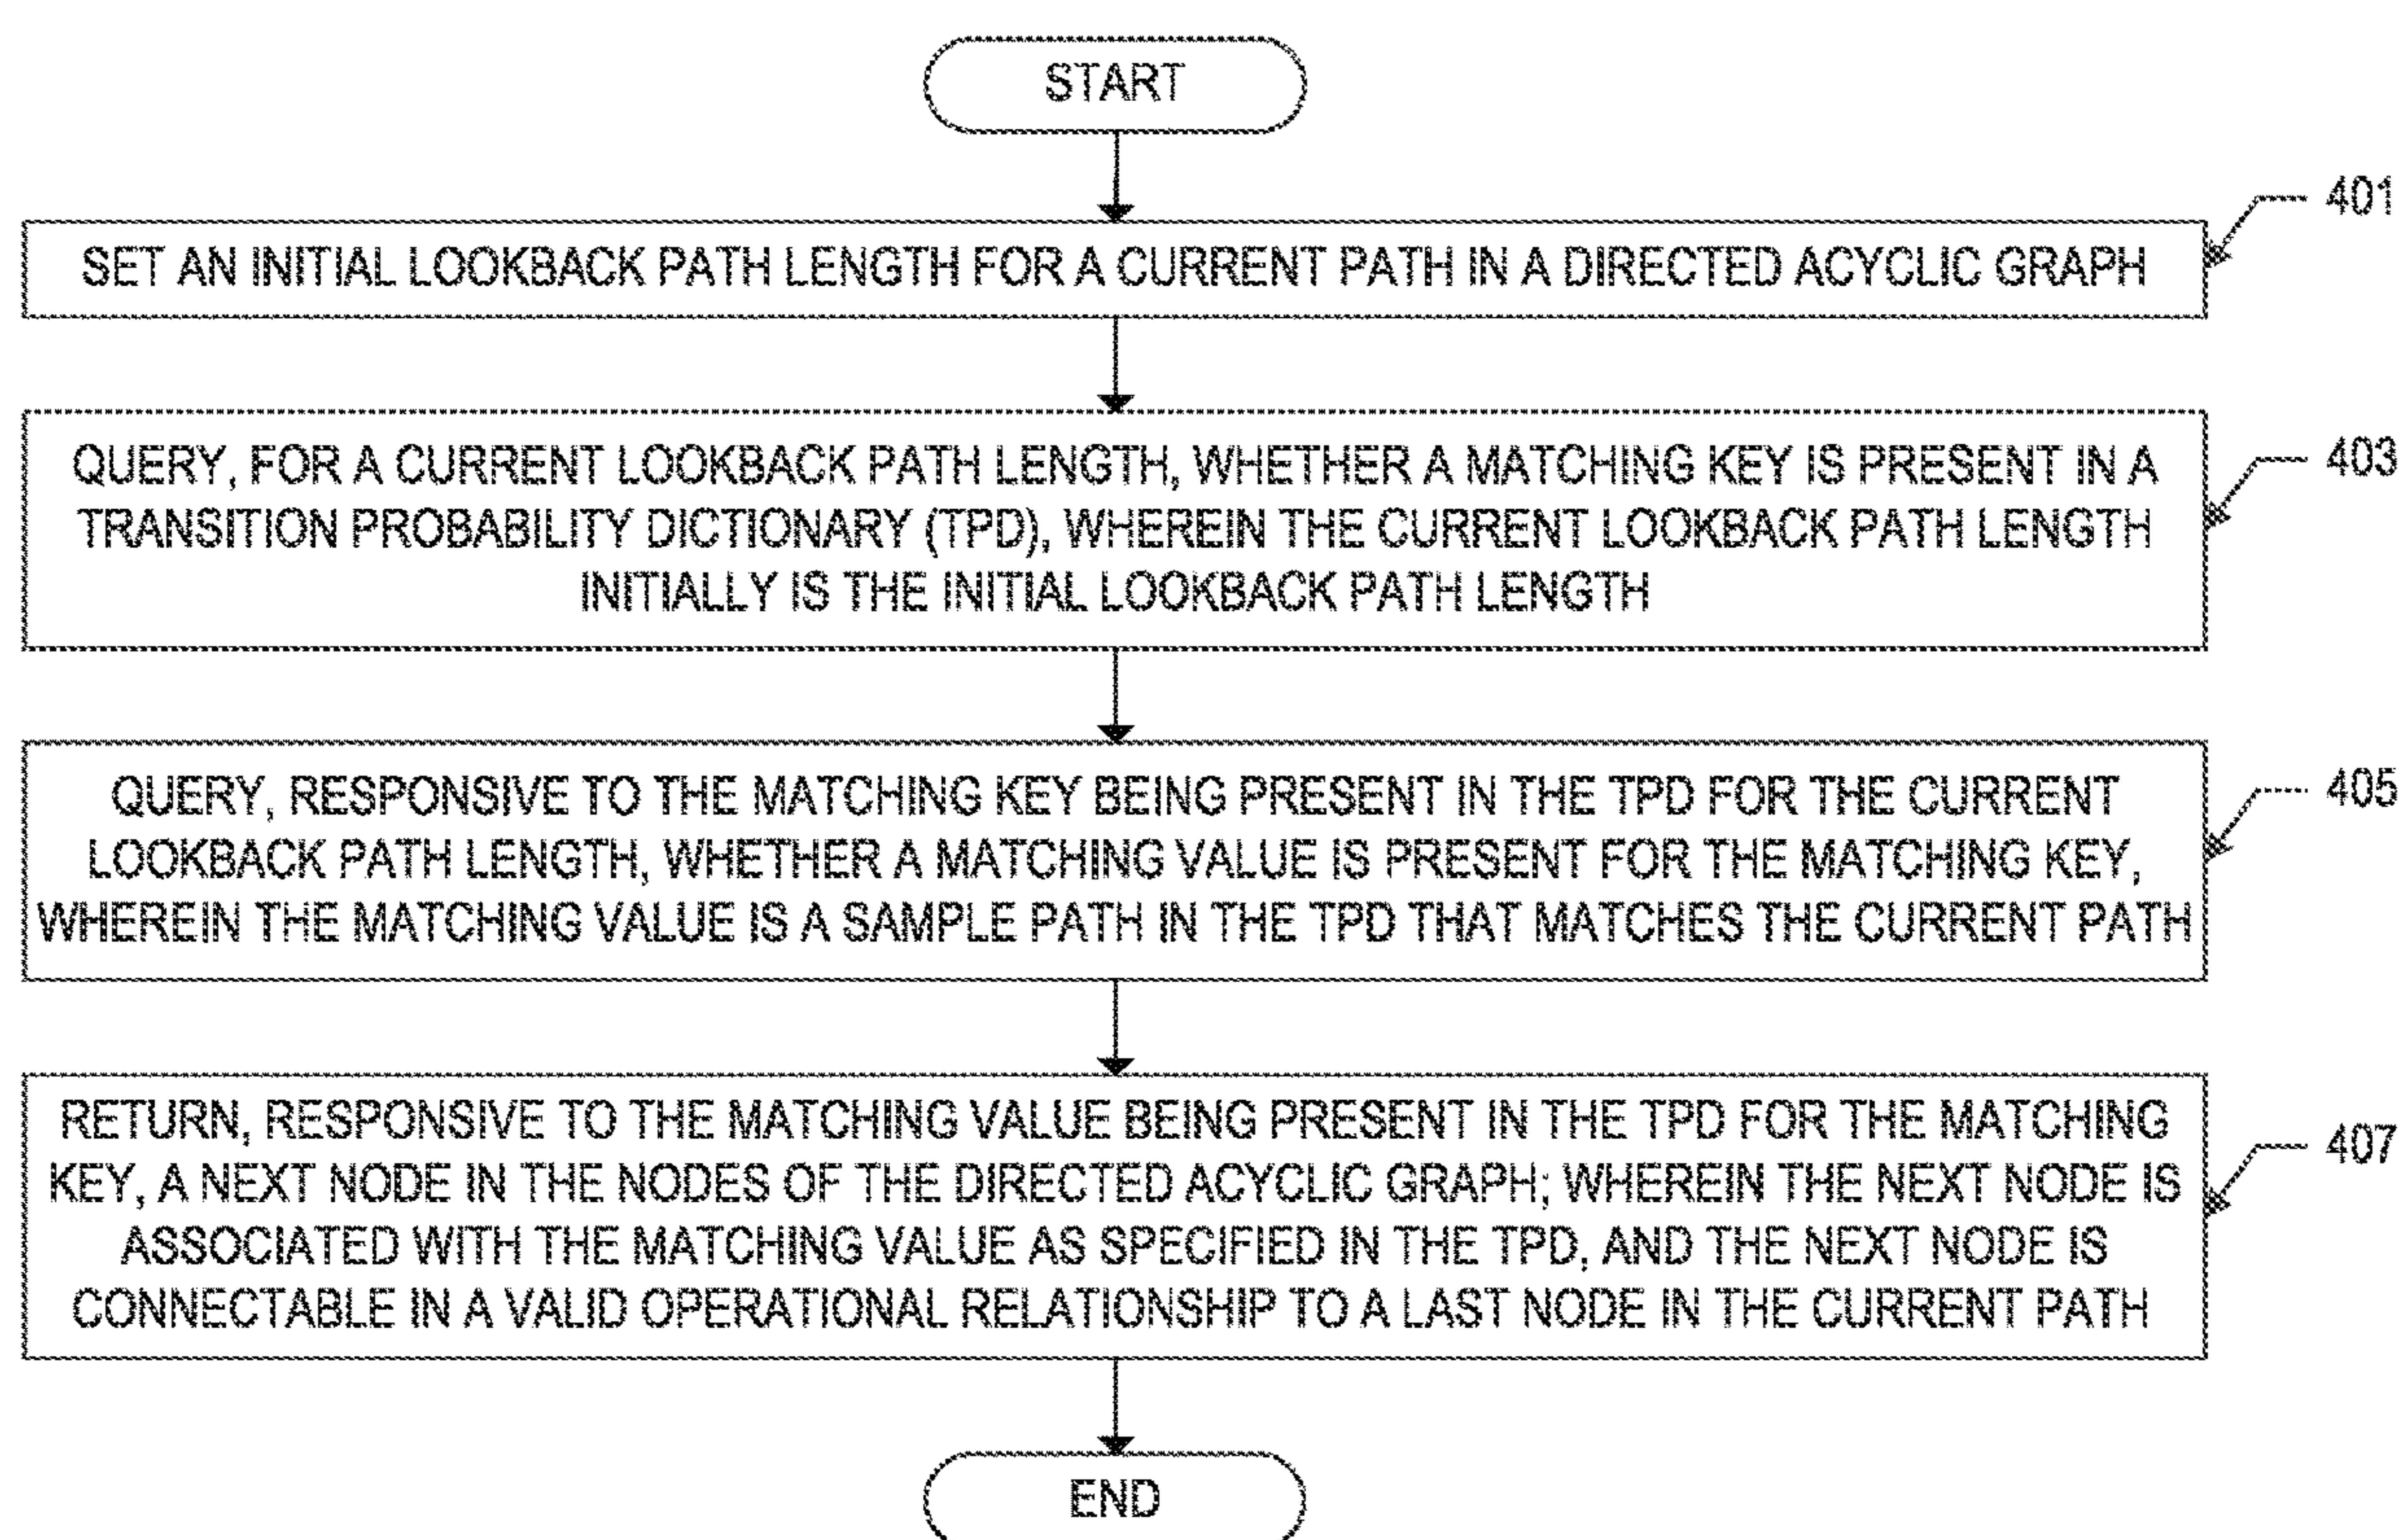 START
401
SET AN INITIAL LOOKBACK PATH LENGTH FOR A CURRENT PATH IN A DIRECTED ACYCLIC GRAPH
403
QUERY, FOR A CURRENT LOOKBACK PATH LENGTH, WHETHER A MATCHING KEY IS PRESENT IN A
TRANSITION PROBABILITY DICTIONARY (TPD), WHEREIN THE CURRENT LOOKBACK PATH LENGTH
INITIALLY IS THE INITIAL LOOKBACK PATH LENGTH
405
QUERY, RESPONSIVE TO THE MATCHING KEY BEING PRESENT IN THE TPD FOR THE CURRENT
LOOKBACK PATH LENGTH, WHETHER A MATCHING VALUE IS PRESENT FOR THE MATCHING KEY,
WHEREIN THE MATCHING VALUE IS A SAMPLE PATH IN THE TPD THAT MATCHES THE CURRENT PATH
407
RETURN, RESPONSIVE TO THE MATCHING VALUE BEING PRESENT IN THE TPD FOR THE MATCHING
KEY, A NEXT NODE IN THE NODES OF THE DIRECTED ACYCLIC GRAPH; WHEREIN THE NEXT NODE IS
ASSOCIATED WITH THE MATCHING VALUE AS SPECIFIED IN THE TPD, AND THE NEXT NODE IS
CONNECTABLE IN A VALID OPERATIONAL RELATIONSHIP TO A LAST NODE IN THE CURRENT PATH
END